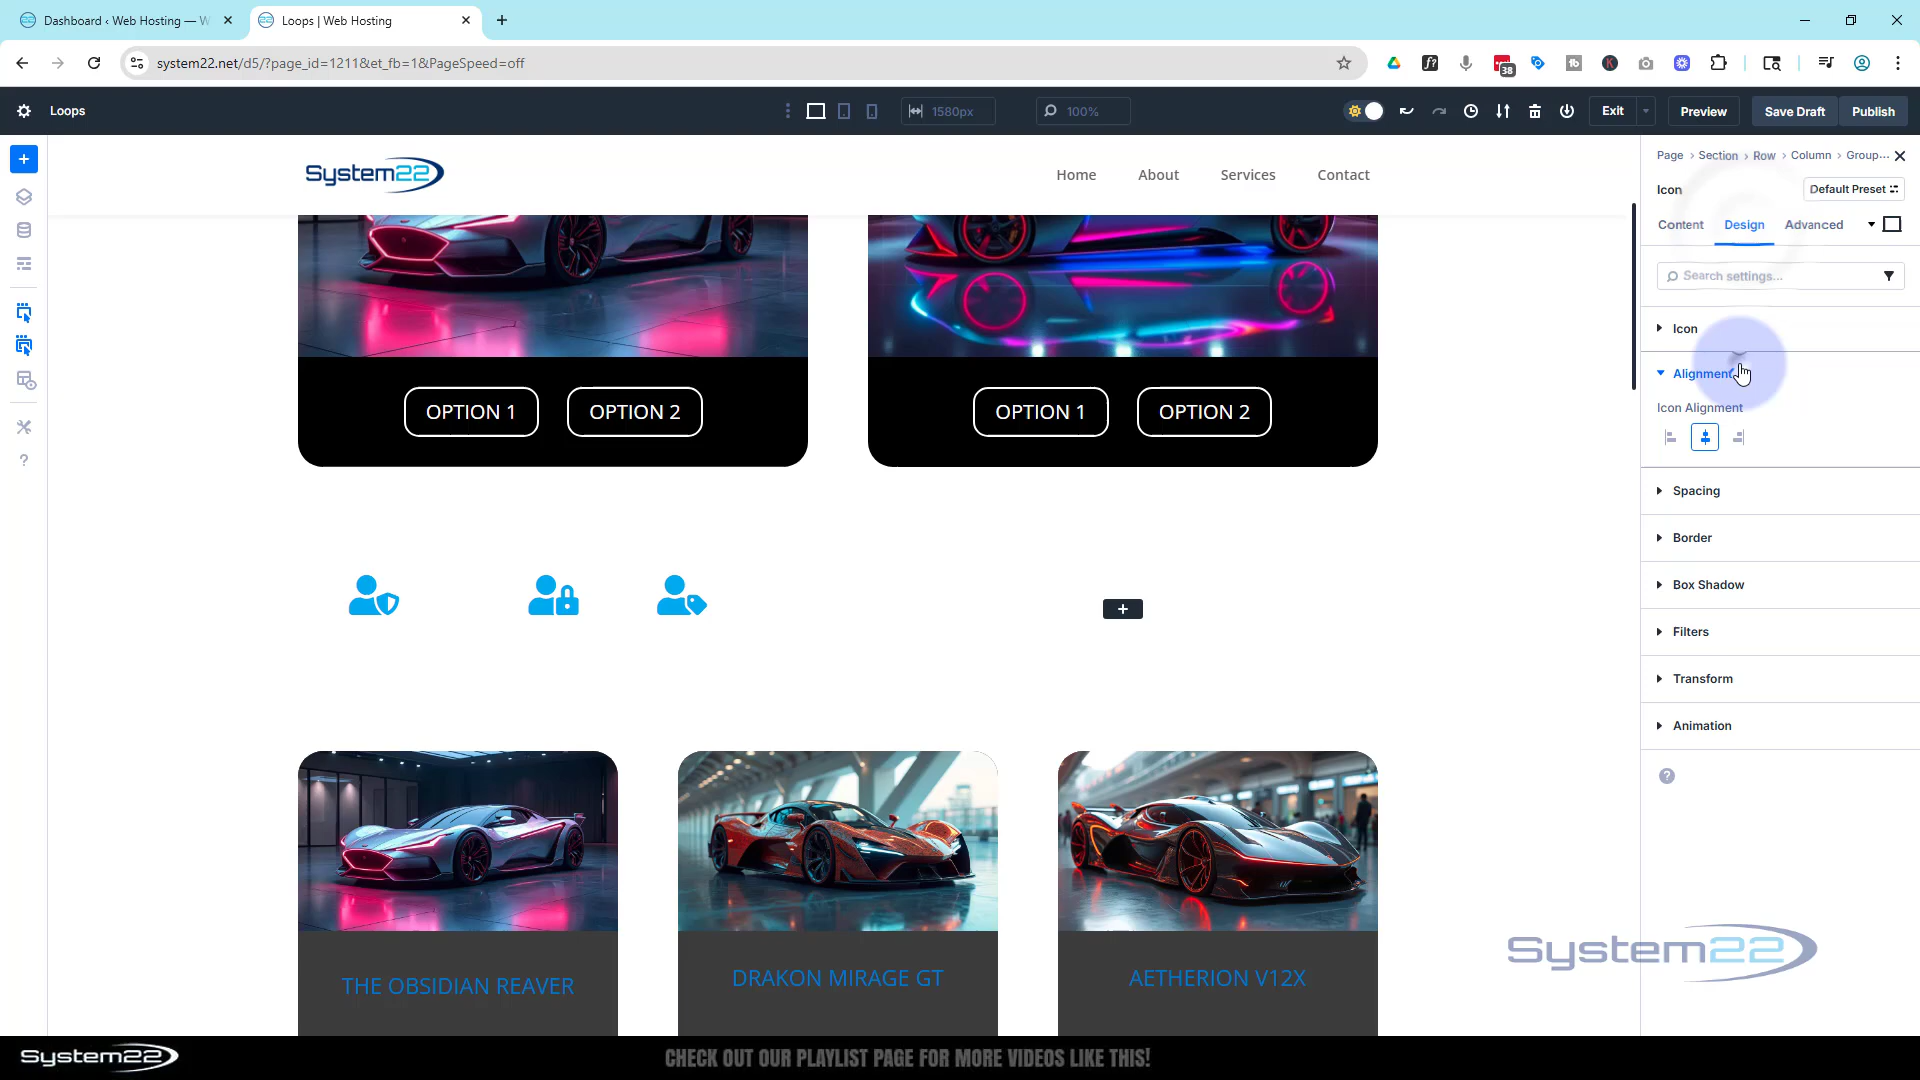 Dashboard ‹ Web Hosting — W
Loops | Web Hosting
system22.net/d5/?page_id=1211&et_fb=1&PageSpeed=off
38
Loops
1580px
100%
Exit
Preview
Save Draft
Publish
System22
Home
About
Services
Contact
Page
Section
Row
Column
Group...
Icon
Default Preset
Content
Design
Advanced
Search settings...
Icon
Alignment
Icon Alignment
Spacing
Border
Box Shadow
Filters
Transform
Animation
OPTION 1
OPTION 2
OPTION 1
OPTION 2
THE OBSIDIAN REAVER
DRAKON MIRAGE GT
AETHERION V12X
System22
System22
CHECK OUT OUR PLAYLIST PAGE FOR MORE VIDEOS LIKE THIS!